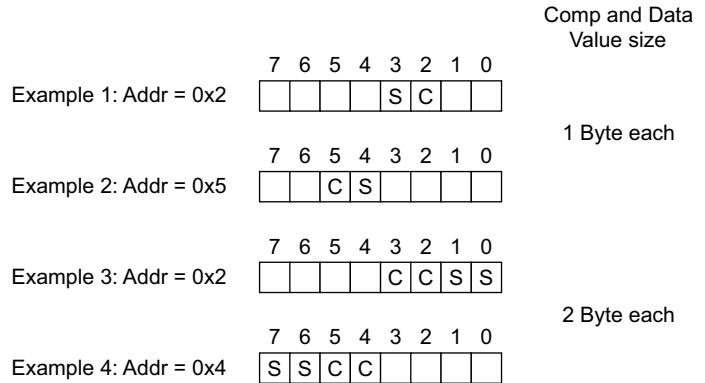 Comp and Data
Value size
7 6 5 4 3 2 1 0
Example 1: Addr = 0x2
S C
1 Byte each
7 6 5 4 3 2 1 0
Example 2: Addr = 0x5
C S
7 6 5 4 3 2 1 0
Example 3: Addr = 0x2
C C S S
2 Byte each
7 6 5 4 3 2 1 0
Example 4: Addr = 0x4
S S C C